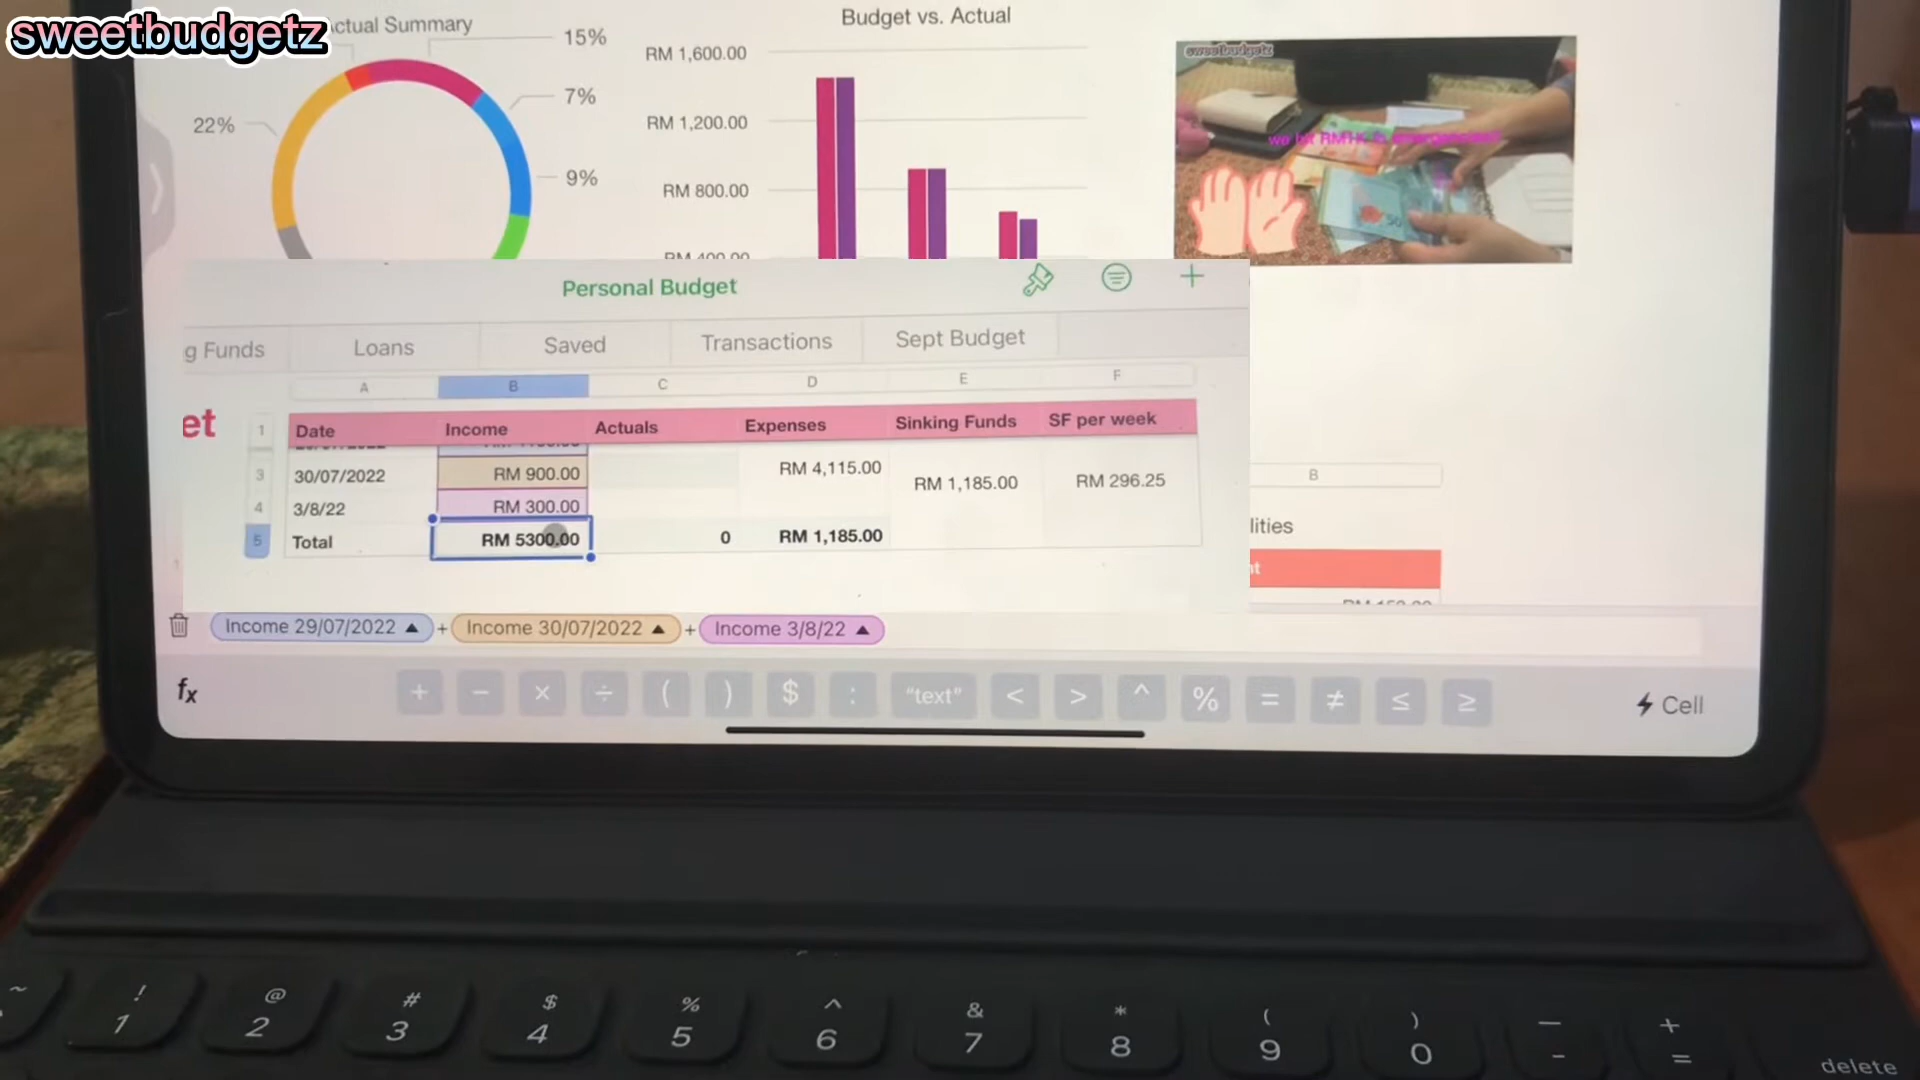 sweetbudgetz
ctual Summary
15%
7%
22%
9%
Budget vs. Actual
RM 1,600.00
RM 1,200.00
RM 800.00
RM 400.00
sweetbudgetz
Personal Budget
g Funds
Loans
Saved
Transactions
Sept Budget
A
B
C
D
E
F
et
1
Date
Income
Actuals
Expenses
Sinking Funds
SF per week
3
30/07/2022
RM 900.00
RM 4,115.00
RM 1,185.00
RM 296.25
4
3/8/22
RM 300.00
5
Total
RM 5300.00
0
RM 1,185.00
B
lities
nt
Income 29/07/2022 ▲ + Income 30/07/2022 ▲ + Income 3/8/22 ▲
fx
+ − × ÷ ( ) $ : "text" < > ^ % = ≠ ≤ ≥
Cell
~
! 1
@ 2
# 3
$ 4
% 5
^ 6
& 7
* 8
( 9
) 0
— -
+ =
delete